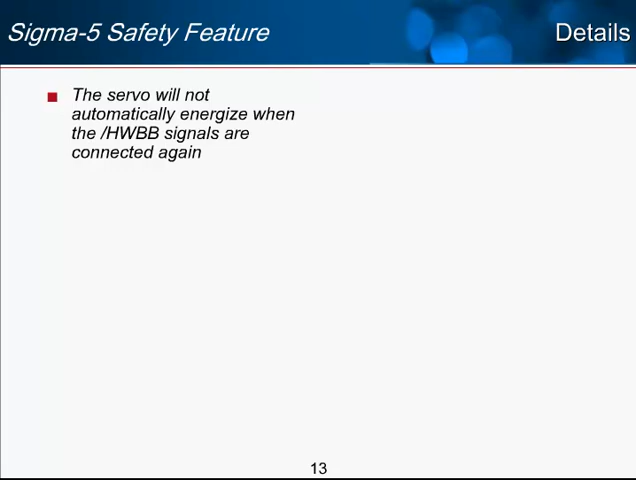 Sigma-5 Safety Feature
Details
The servo will not
automatically energize when
the /HWBB signals are
connected again
13